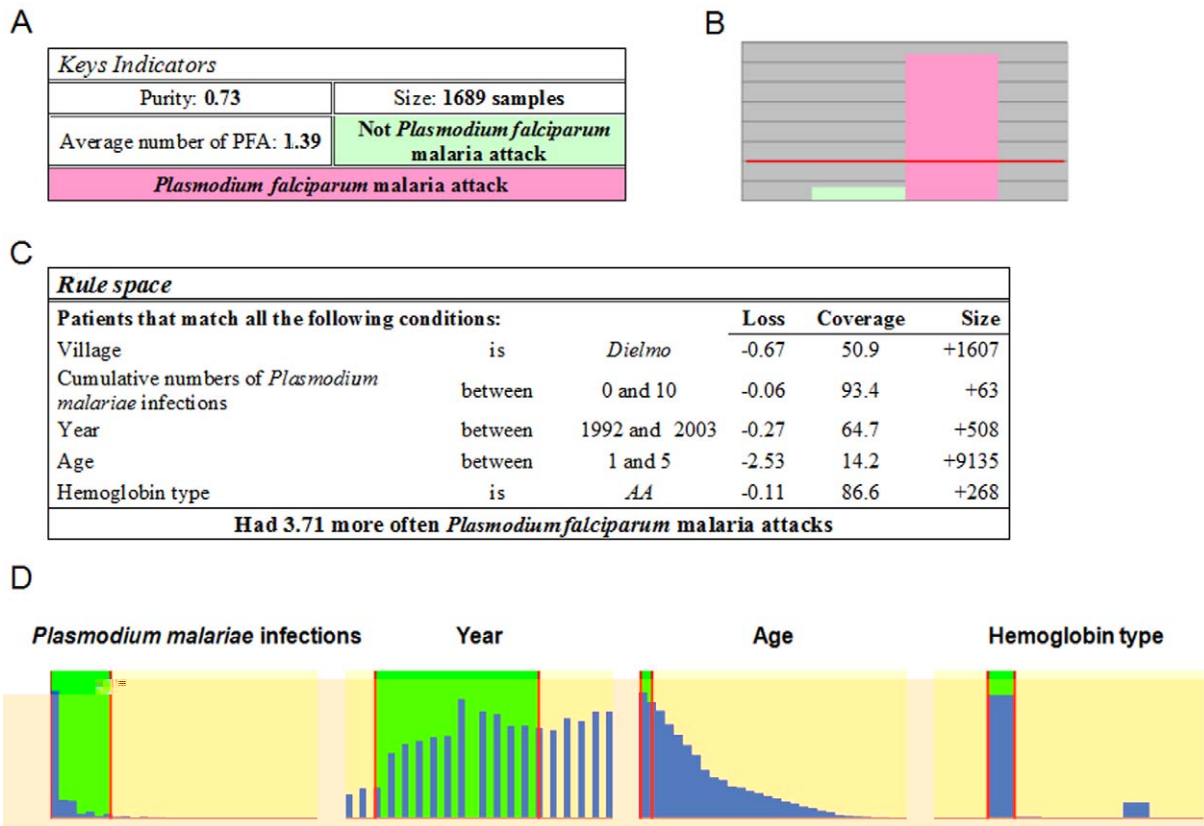 A
B
Keys Indicators
Purity: 0.73 Size: 1689 samples
Average number of PFA: 1.39 Not Plasmodium falciparum
malaria attack
Plasmodium falciparum malaria attack
C
Rule space
Patients that match all the following conditions: Loss Coverage Size
Village is Dielmo -0.67 50.9 +1607
Cumulative numbers of Plasmodium
malariae infections between 0 and 10 -0.06 93.4 +63
Year between 1992 and 2003 -0.27 64.7 +508
Age between 1 and 5 -2.53 14.2 +9135
Hemoglobin type is AA -0.11 86.6 +268
Had 3.71 more often Plasmodium falciparum malaria attacks
D
Plasmodium malariae infections Year Age Hemoglobin type